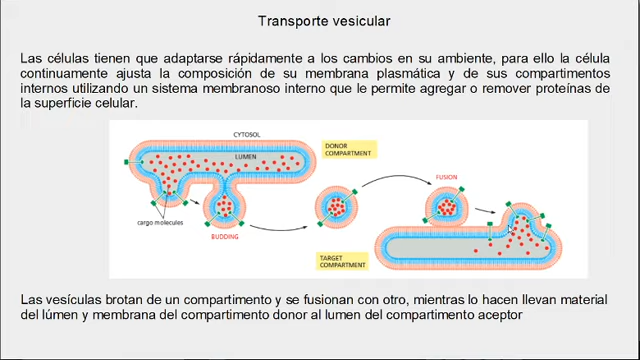 Transporte vesicular
Las células tienen que adaptarse rápidamente a los cambios en su ambiente, para ello la célula
continuamente ajusta la composición de su membrana plasmática y de sus compartimentos
internos utilizando un sistema membranoso interno que le permite agregar o remover proteínas de
la superficie celular.
CYTOSOL
LUMEN
DONOR
COMPARTMENT
cargo molecules
BUDDING
FUSION
TARGET
COMPARTMENT
Las vesículas brotan de un compartimento y se fusionan con otro, mientras lo hacen llevan material
del lúmen y membrana del compartimento donor al lumen del compartimento aceptor